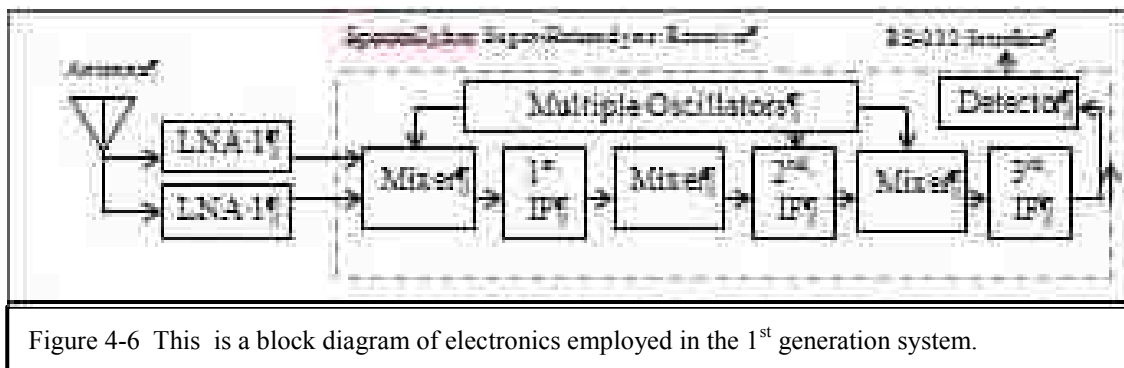 SpectraCyber Super-Heterodyne Receiver¶
RS-232 Interface¶
Antenna¶
Multiple Oscillators¶
Detector¶
LNA-1¶
LNA-1¶
Mixer¶
1st
IF¶
Mixer¶
2nd
IF¶
Mixer¶
3rd
IF¶
Figure 4-6 This is a block diagram of electronics employed in the 1st generation system.